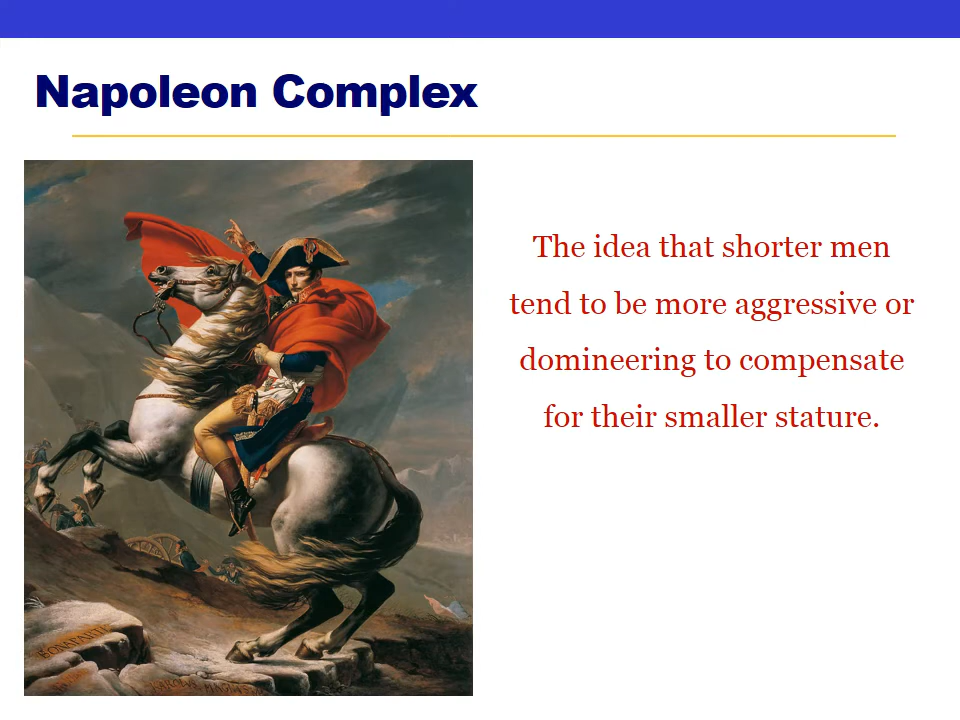 Napoleon Complex
The idea that shorter men
tend to be more aggressive or
domineering to compensate
for their smaller stature.
BONAPARTE